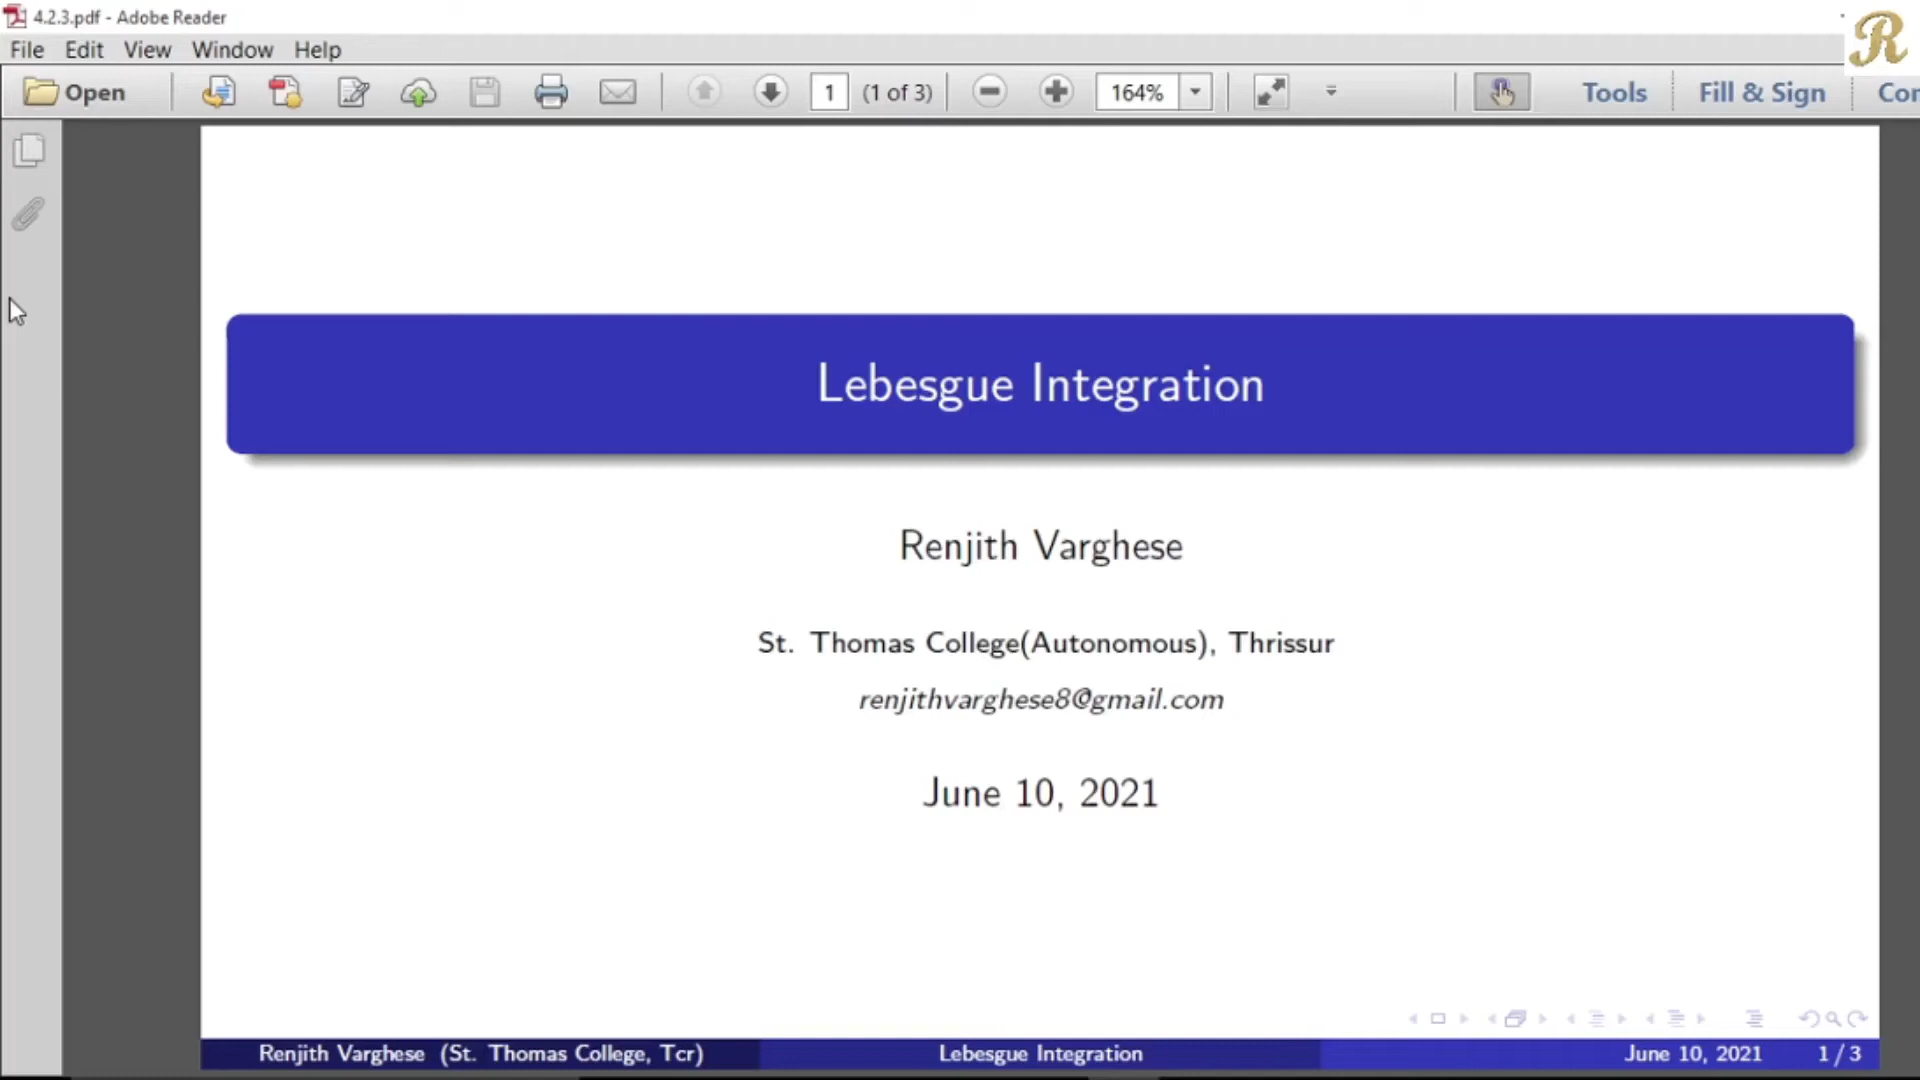 4.2.3.pdf - Adobe Reader
R
File Edit View Window Help
Open 1 (1 of 3) 164% Tools Fill & Sign
Lebesgue Integration
Renjith Varghese
St. Thomas College(Autonomous), Thrissur
renjithvarghese8@gmail.com
June 10, 2021
Renjith Varghese (St. Thomas College, Tcr) Lebesgue Integration June 10, 2021 1 / 3